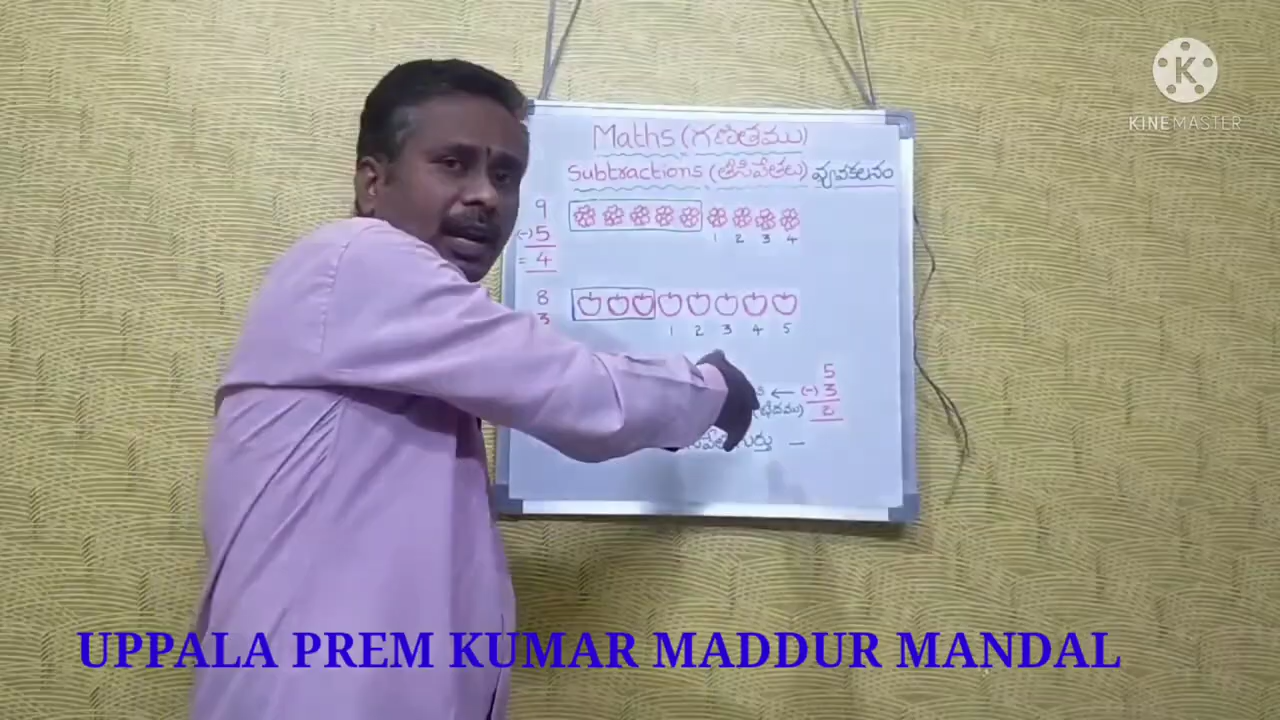 KINEMASTER
Maths (గణితము)
Subtractions (తీసివేతలు) వ్యవకలనం
9
(-) 5
= 4
1 2 3 4
8
3
1 2 3 4 5
5
← (-) 3
(భేదము) 2
గుర్తు —
UPPALA PREM KUMAR MADDUR MANDAL